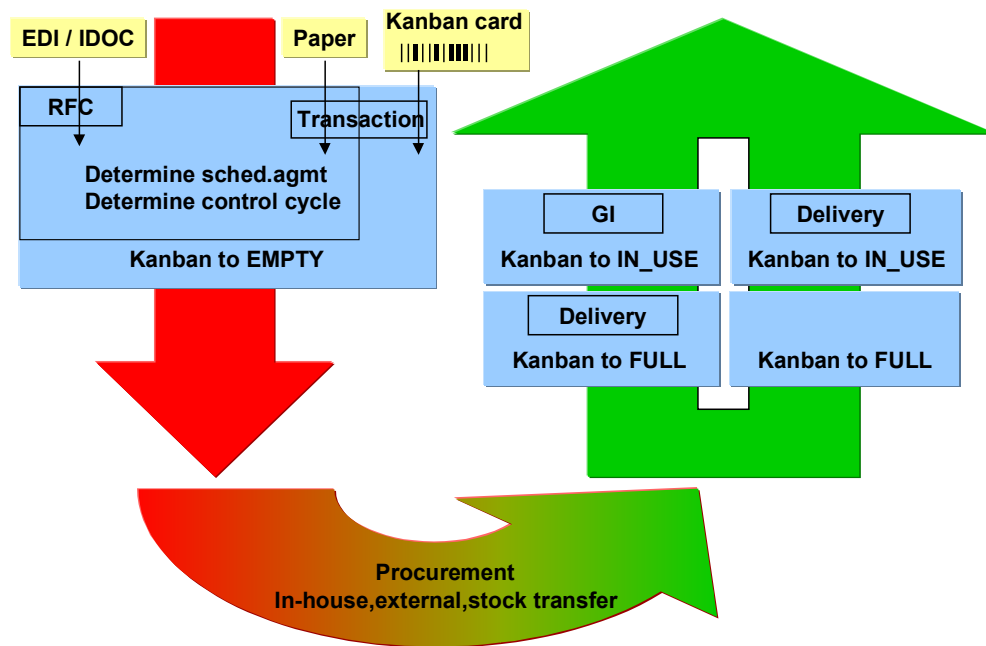 EDI / IDOC
Paper
Kanban card
RFC
Transaction
Determine sched.agmt
Determine control cycle
Kanban to EMPTY
GI
Kanban to IN_USE
Delivery
Kanban to IN_USE
Delivery
Kanban to FULL
Kanban to FULL
Procurement
In-house,external,stock transfer